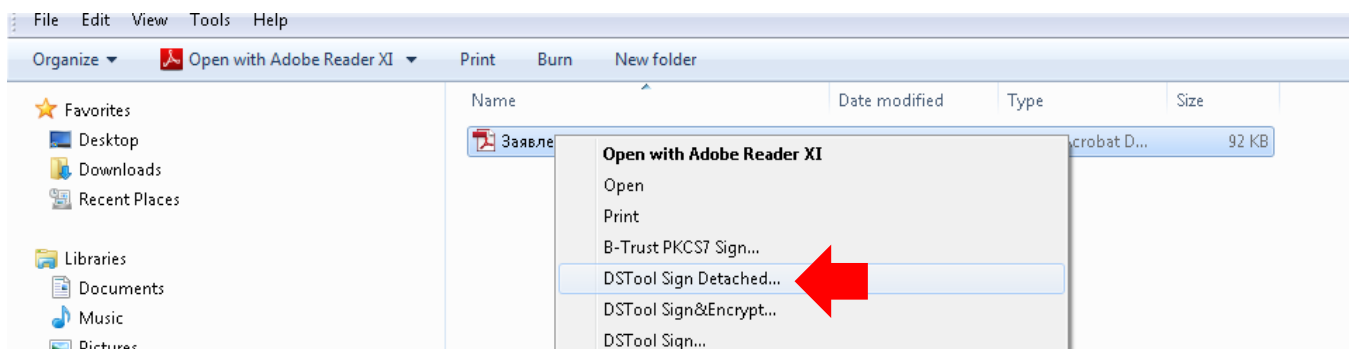 File Edit View Tools Help
Organize Open with Adobe Reader XI Print Burn New folder
Favorites
Desktop
Downloads
Recent Places
Libraries
Documents
Music
Pictures
Name Date modified Type Size
Заявле crobat D... 92 KB
Open with Adobe Reader XI
Open
Print
B-Trust PKCS7 Sign...
DSTool Sign Detached...
DSTool Sign&Encrypt...
DSTool Sign...